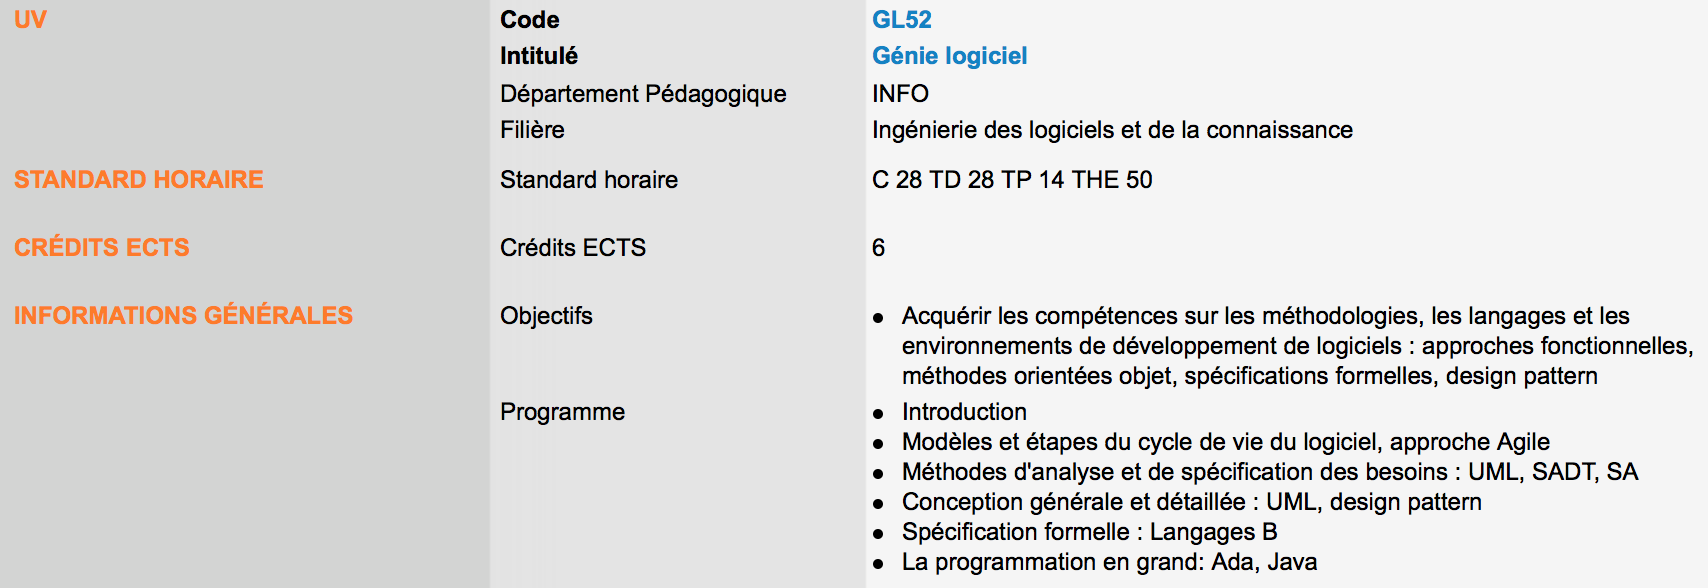 UV Code GL52
Intitulé Génie logiciel
Département Pédagogique INFO
Filière Ingénierie des logiciels et de la connaissance
STANDARD HORAIRE Standard horaire C 28 TD 28 TP 14 THE 50
CRÉDITS ECTS Crédits ECTS 6
INFORMATIONS GÉNÉRALES Objectifs ● Acquérir les compétences sur les méthodologies, les langages et les
environnements de développement de logiciels : approches fonctionnelles,
méthodes orientées objet, spécifications formelles, design pattern
Programme ● Introduction
● Modèles et étapes du cycle de vie du logiciel, approche Agile
● Méthodes d'analyse et de spécification des besoins : UML, SADT, SA
● Conception générale et détaillée : UML, design pattern
● Spécification formelle : Langages B
● La programmation en grand: Ada, Java